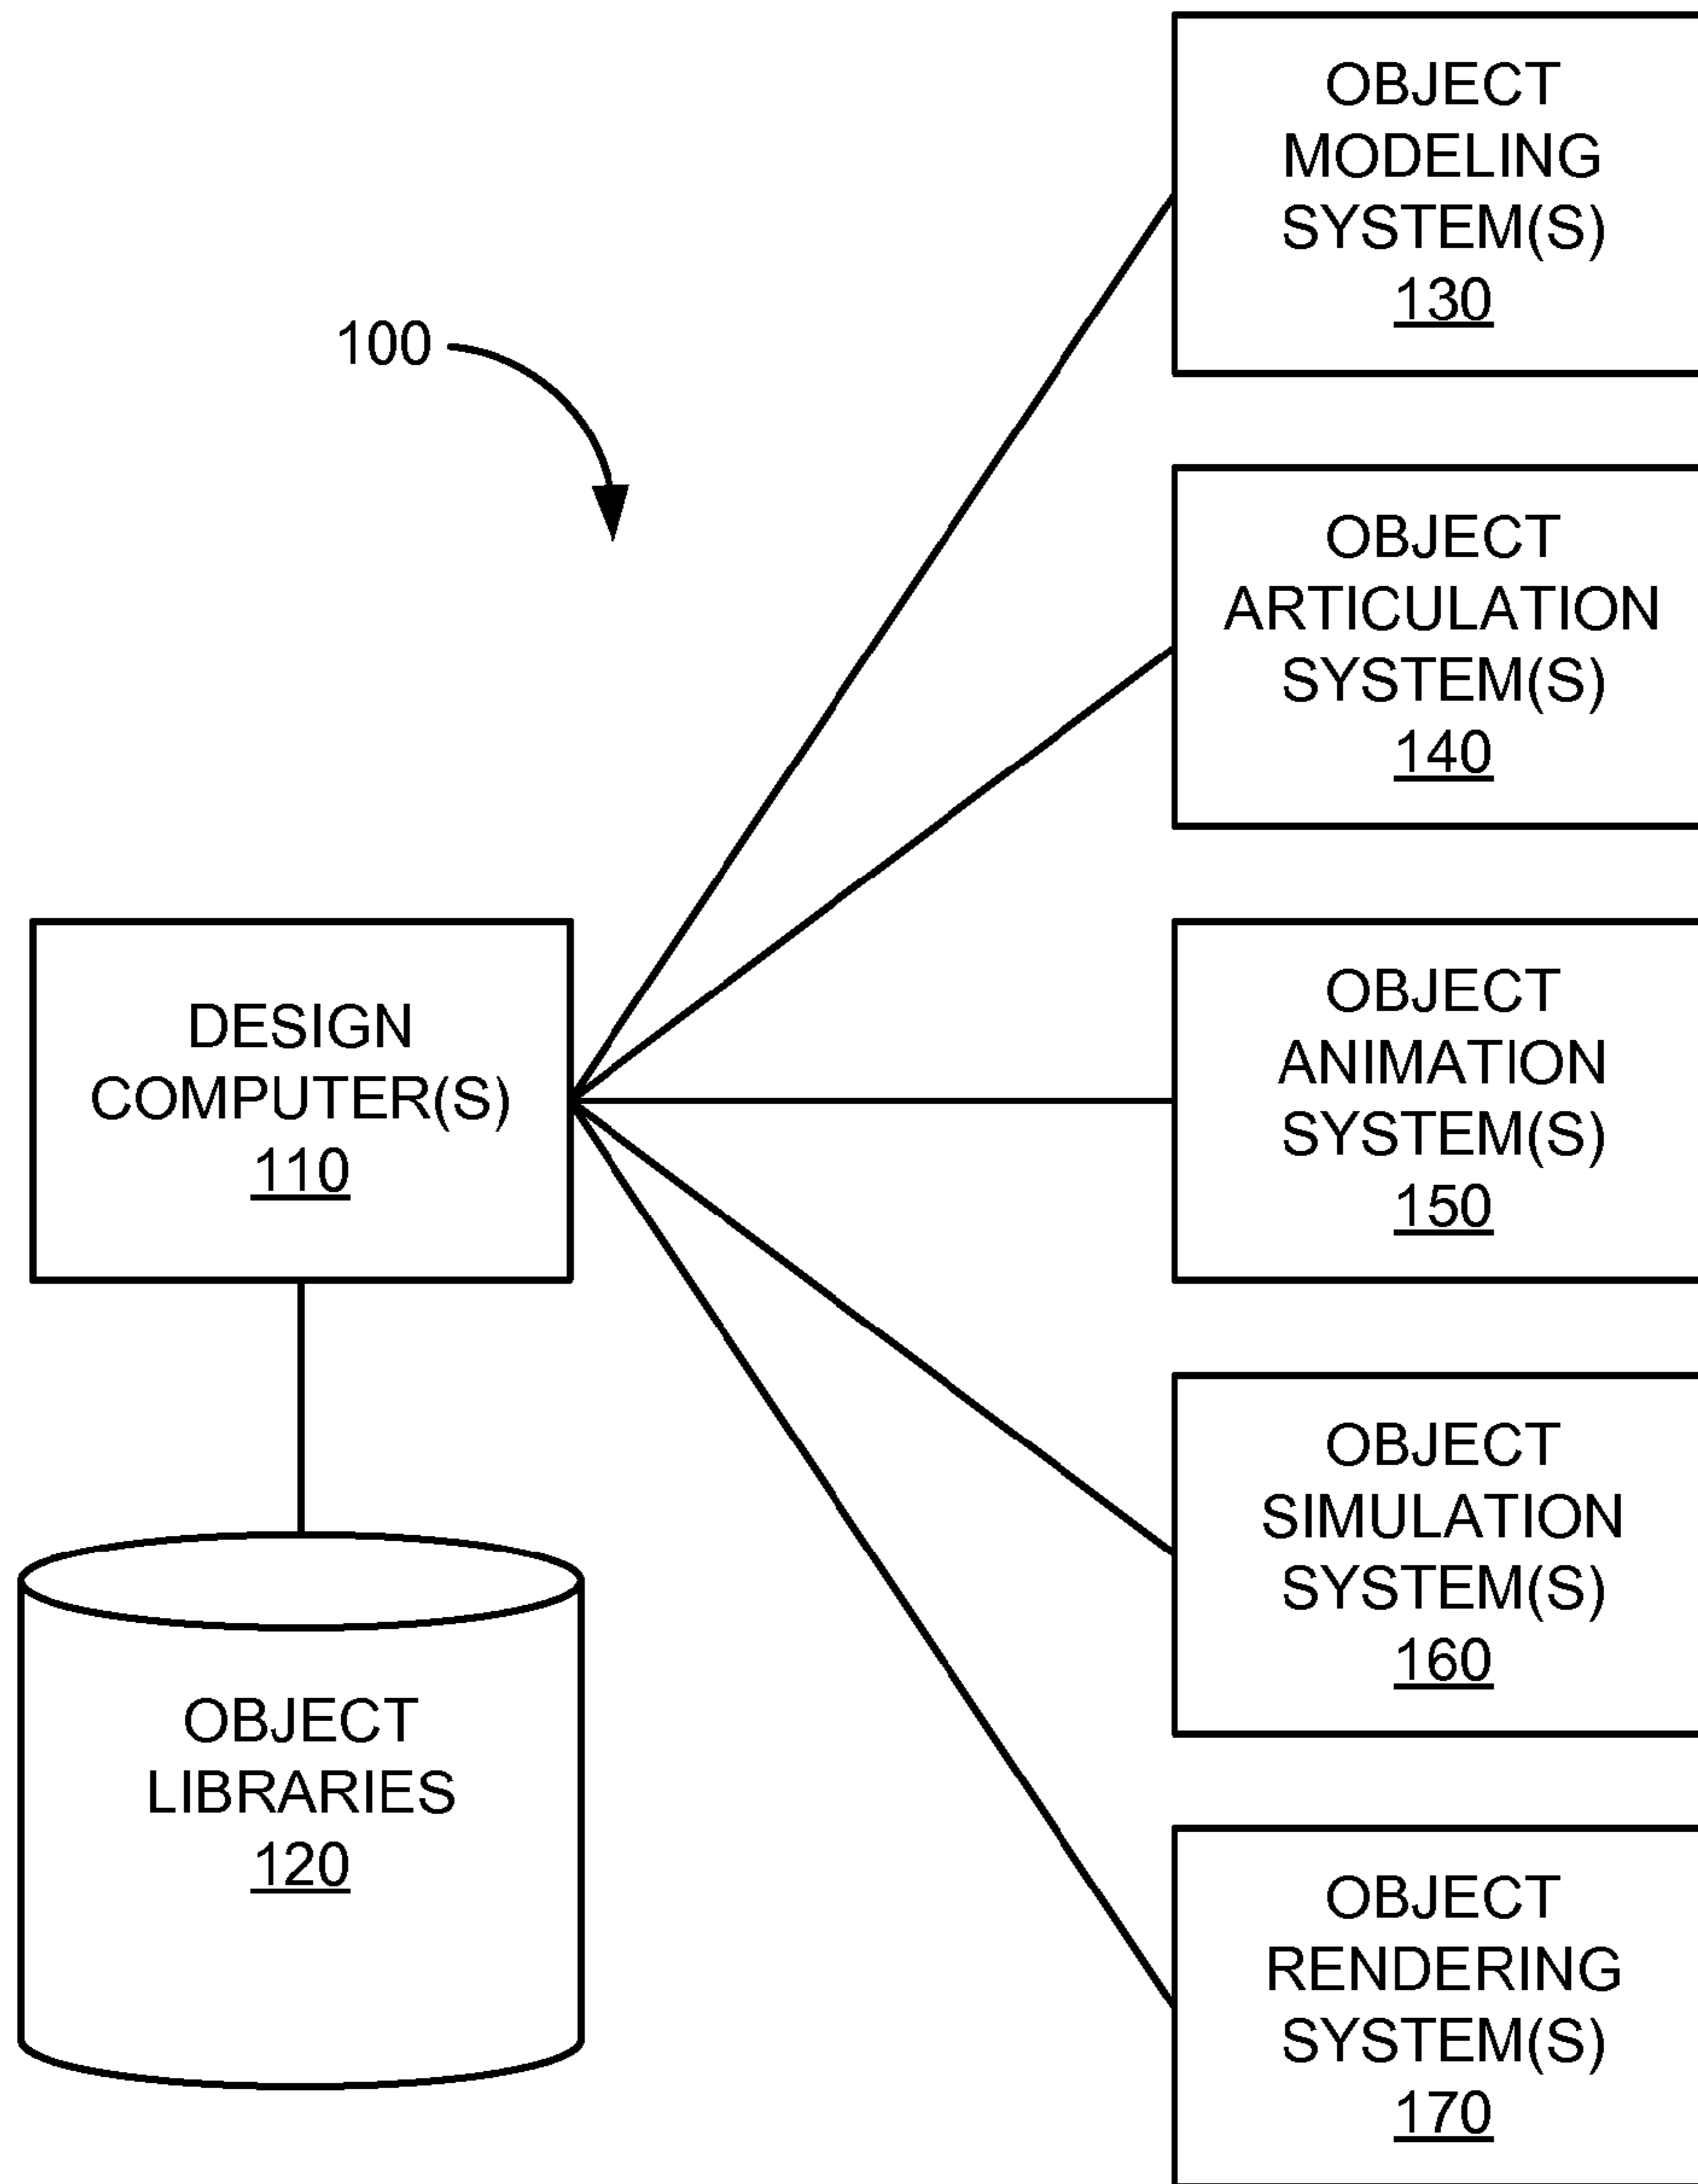 100
DESIGN
COMPUTER(S)
110
OBJECT
LIBRARIES
120
OBJECT
MODELING
SYSTEM(S)
130
OBJECT
ARTICULATION
SYSTEM(S)
140
OBJECT
ANIMATION
SYSTEM(S)
150
OBJECT
SIMULATION
SYSTEM(S)
160
OBJECT
RENDERING
SYSTEM(S)
170